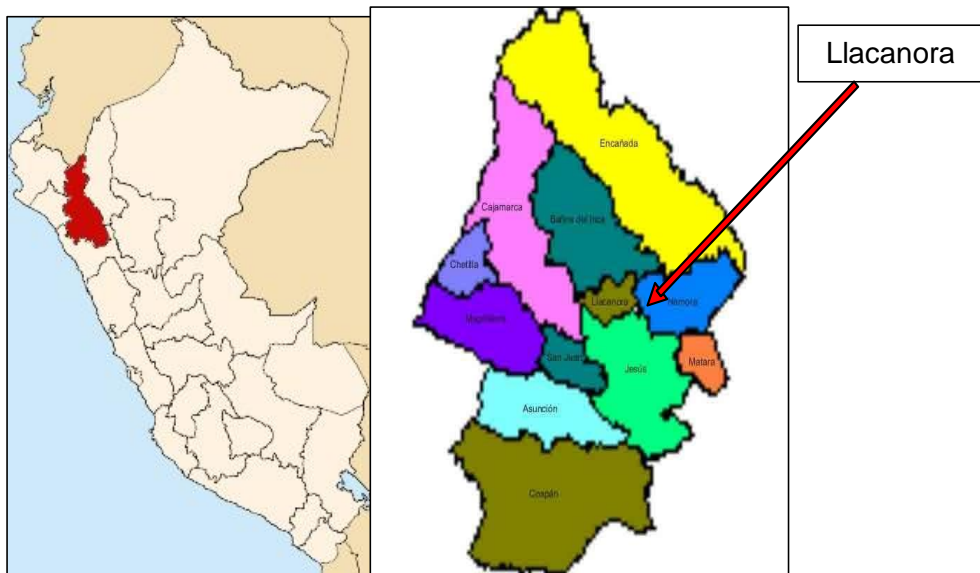 Llacanora
Encañada
Cajamarca
Baños del Inca
Chetilla
Llacanora
Namora
Magdalena
San Juan
Jesús
Matara
Asunción
Cospán